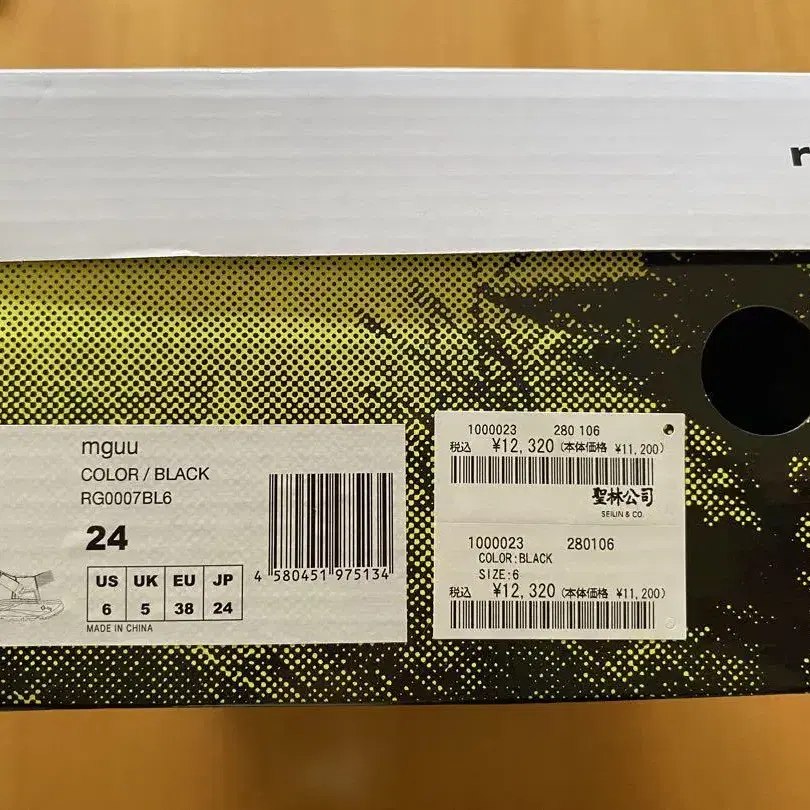 mguu
COLOR / BLACK
RG0007BL6
24
US UK EU JP
6 5 38 24
MADE IN CHINA
4 580451 975134
1000023 280 106
税込 ¥12,320 (本体価格 ¥11,200)
聖林公司
SEILIN & CO.
1000023 280106
COLOR:BLACK
SIZE:6
税込 ¥12,320 (本体価格 ¥11,200)